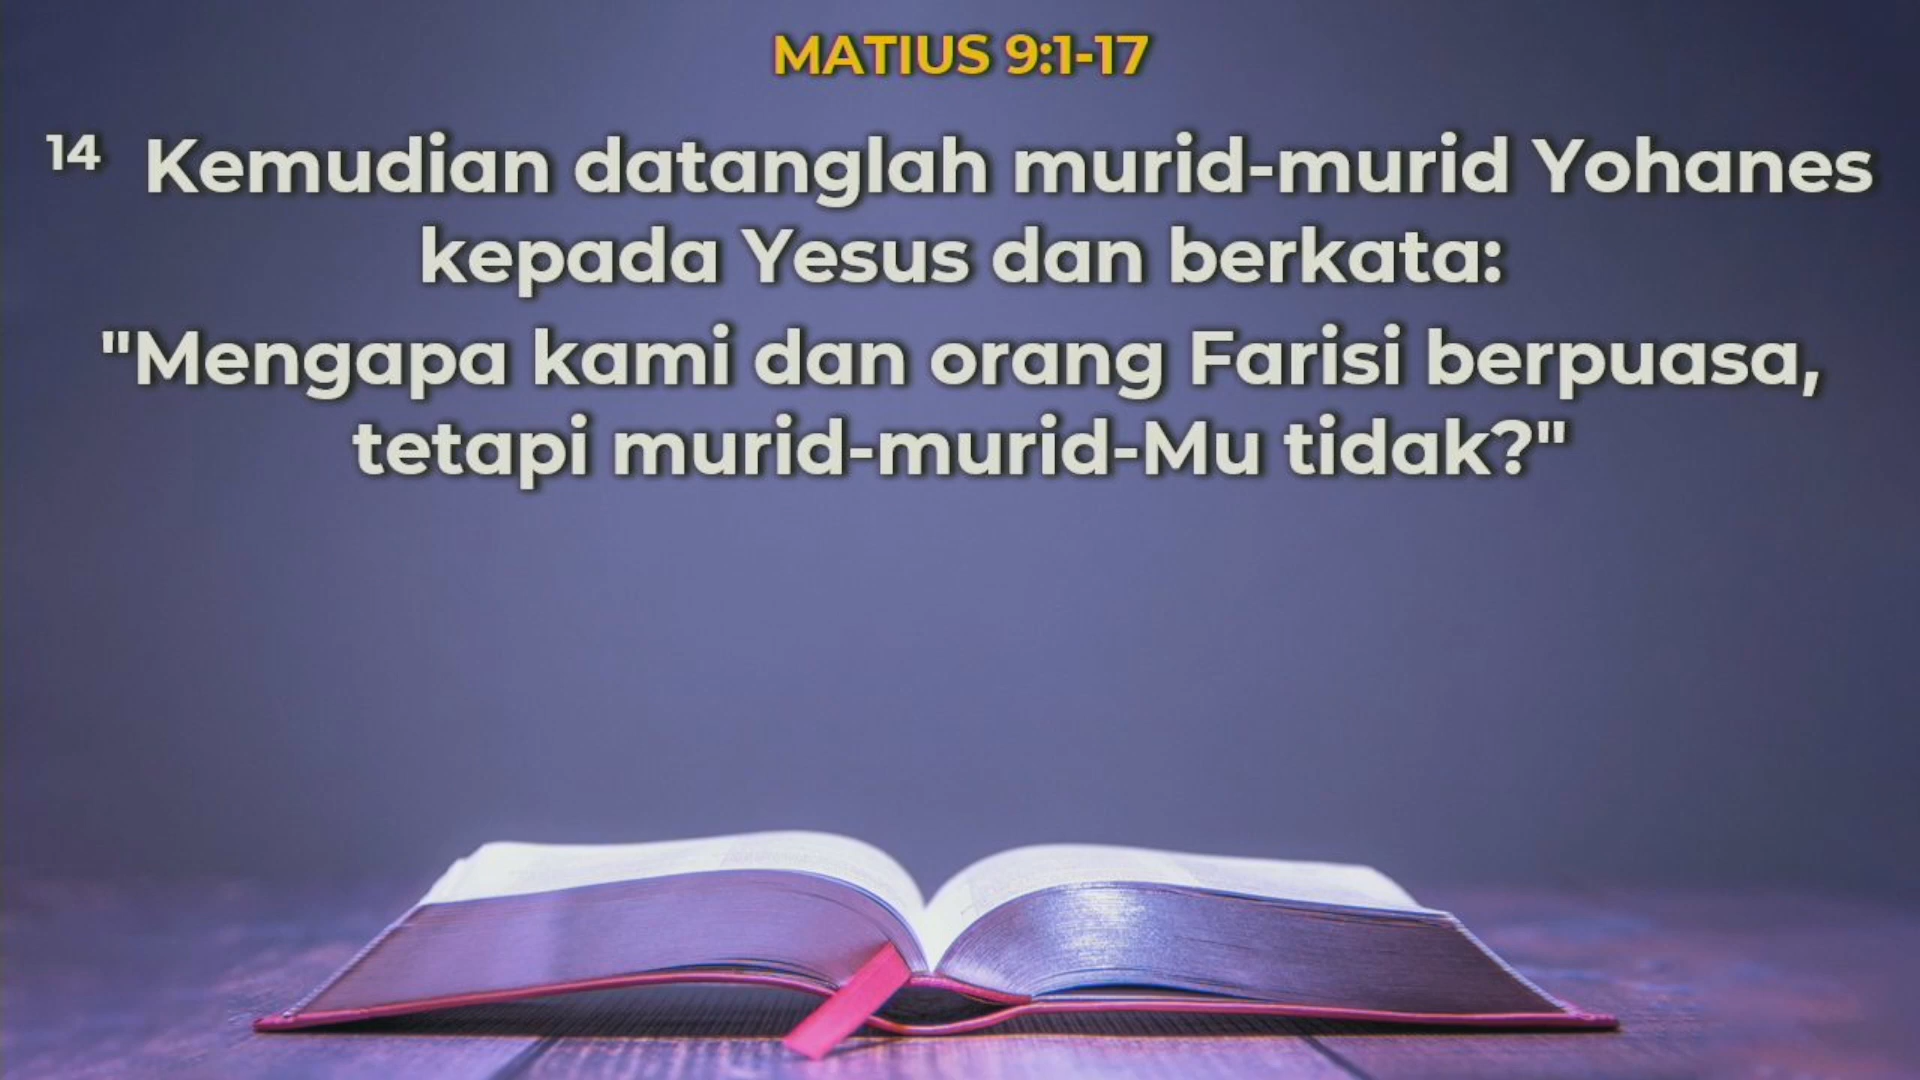 MATIUS 9:1-17
14 Kemudian datanglah murid-murid Yohanes
kepada Yesus dan berkata:
"Mengapa kami dan orang Farisi berpuasa,
tetapi murid-murid-Mu tidak?"